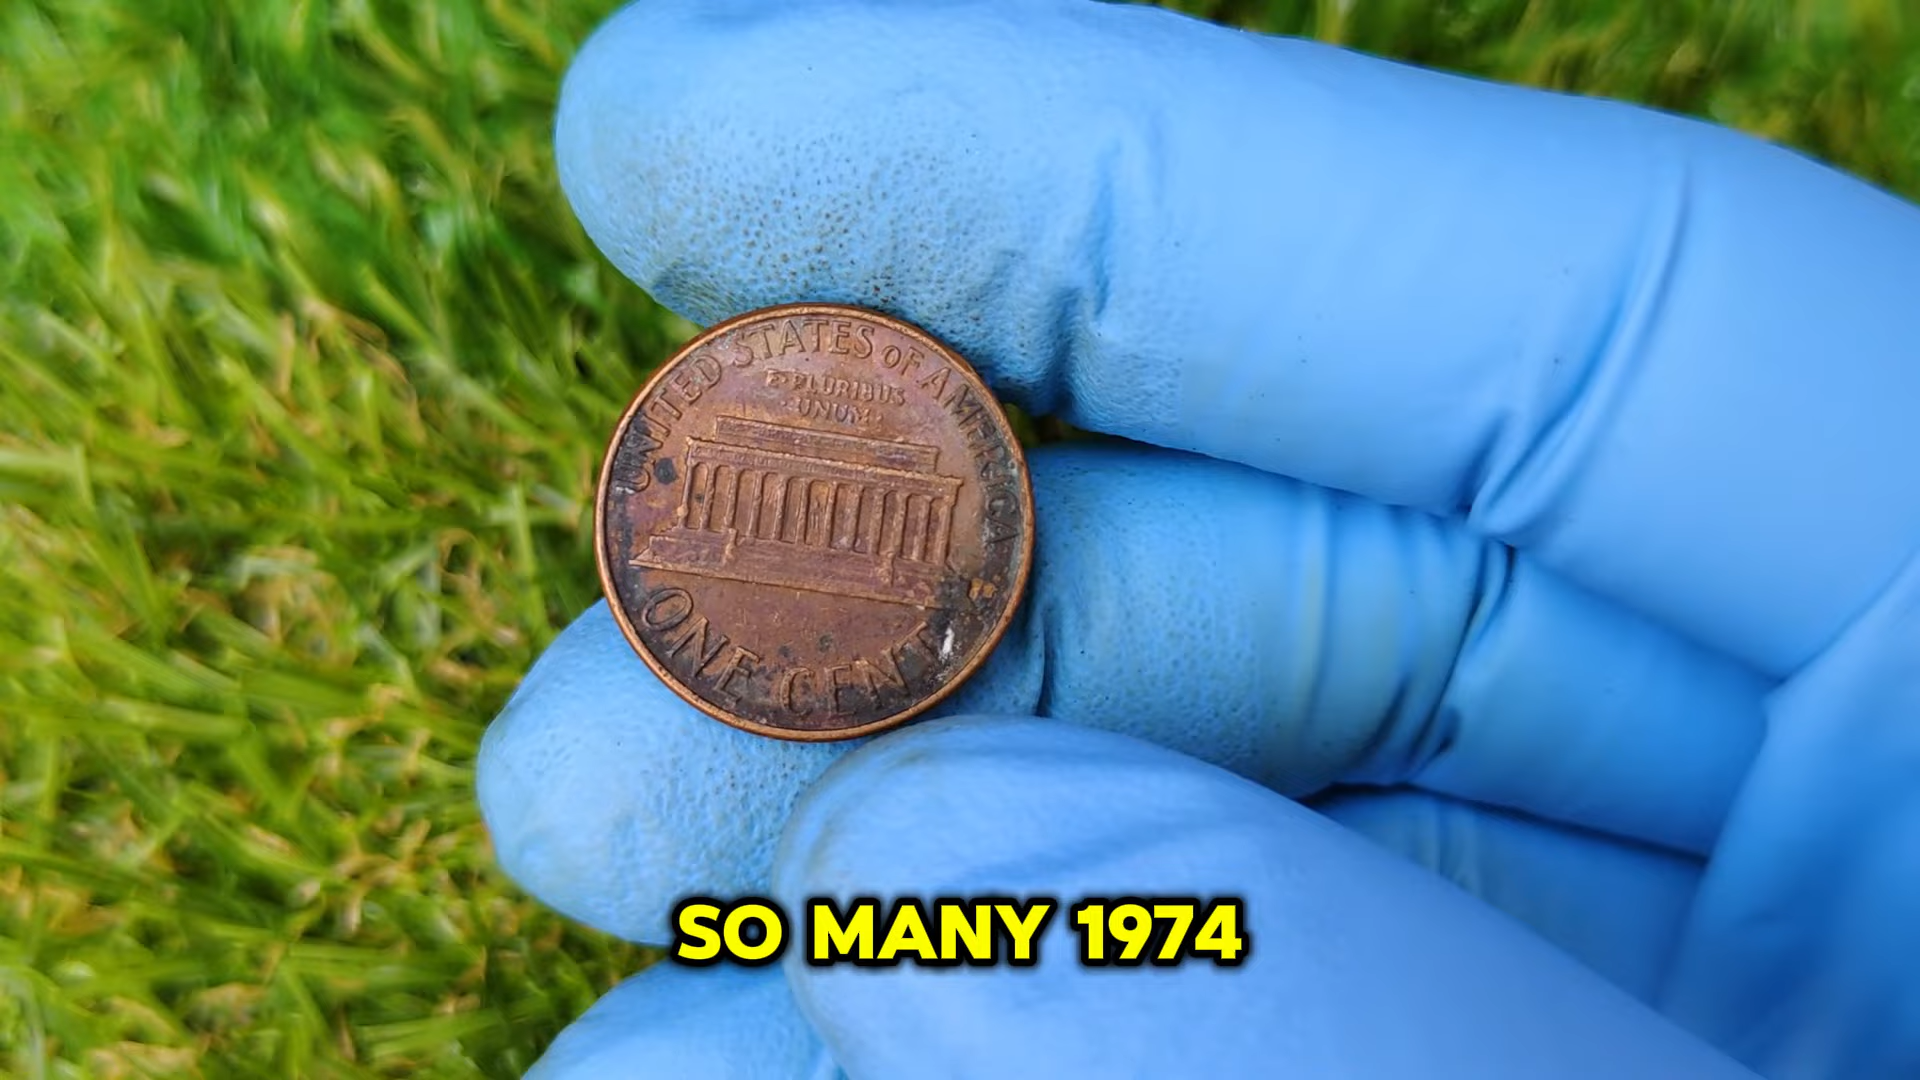 UNITED STATES OF AMERICA
E PLURIBUS
UNUM
ONE CENT
SO MANY 1974